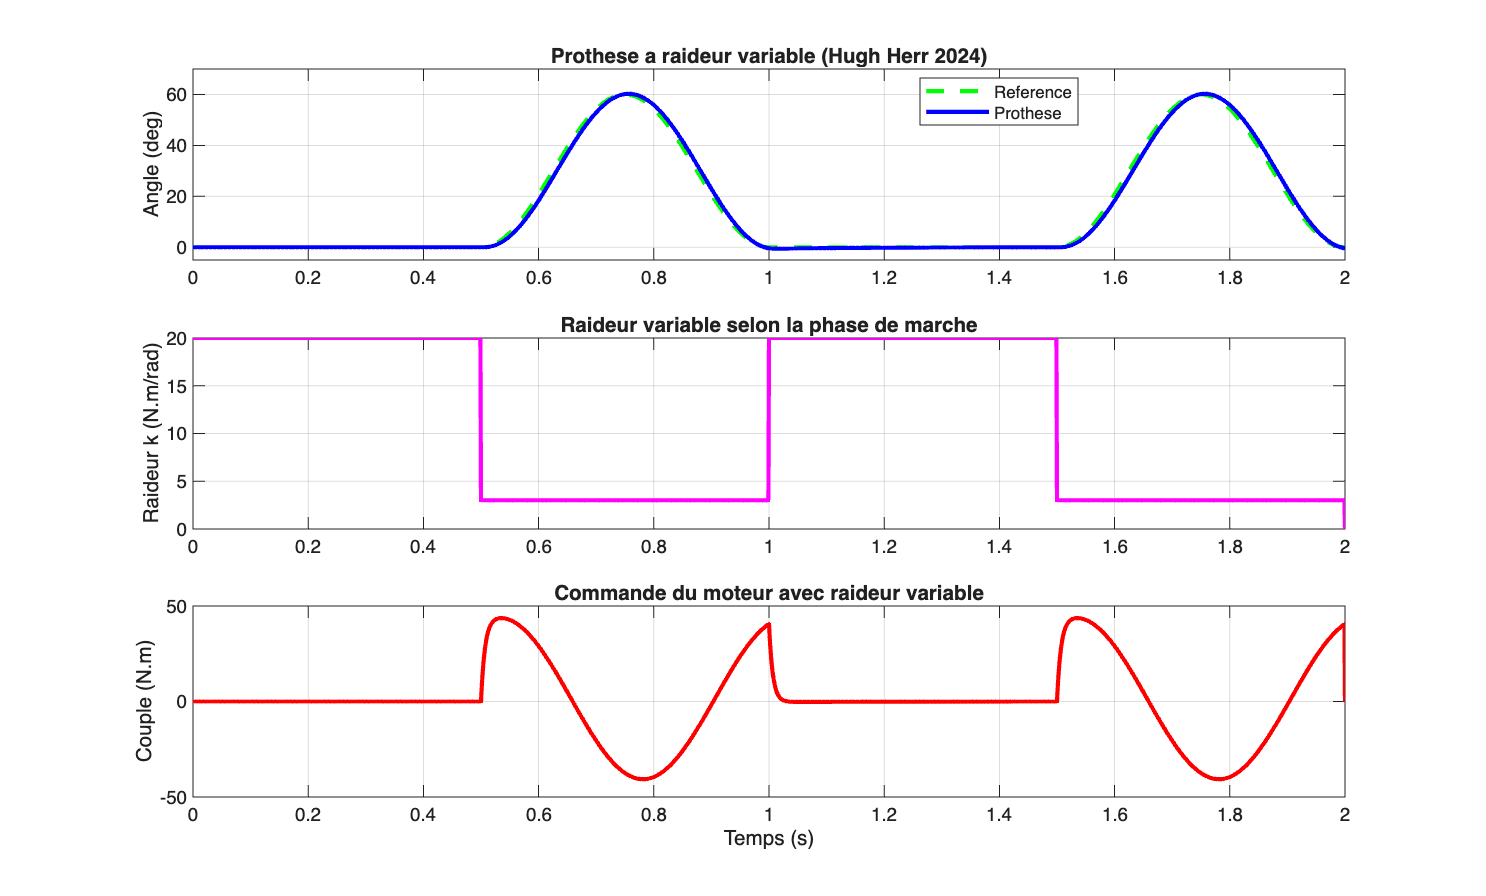 Prothese a raideur variable (Hugh Herr 2024)
Angle (deg)
60
40
20
0
Reference
Prothese
0 0.2 0.4 0.6 0.8 1 1.2 1.4 1.6 1.8 2
Raideur variable selon la phase de marche
Raideur k (N.m/rad)
20
15
10
5
0
0 0.2 0.4 0.6 0.8 1 1.2 1.4 1.6 1.8 2
Commande du moteur avec raideur variable
Couple (N.m)
50
0
-50
0 0.2 0.4 0.6 0.8 1 1.2 1.4 1.6 1.8 2
Temps (s)